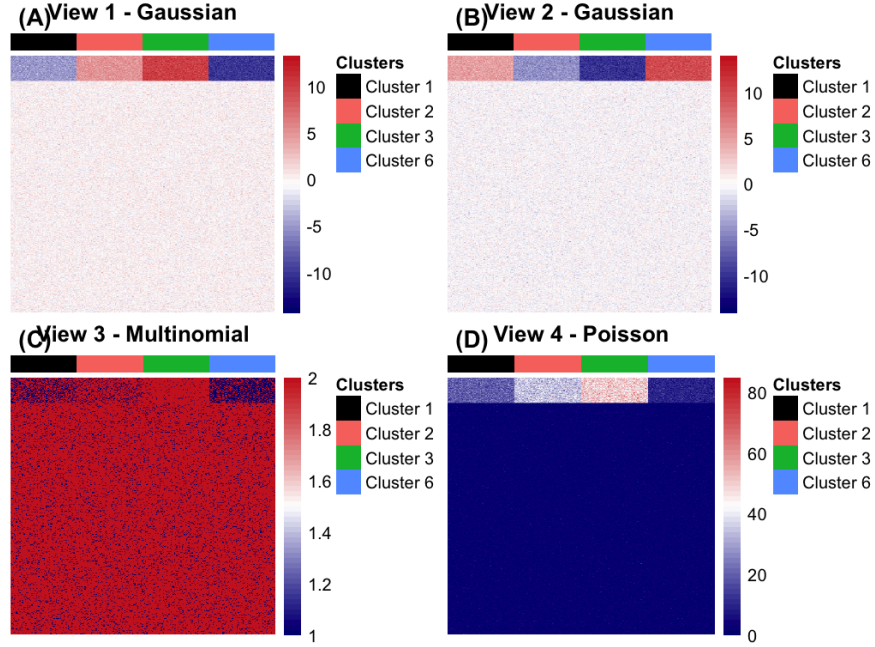 (A) View 1 - Gaussian
Clusters
Cluster 1
Cluster 2
Cluster 3
Cluster 6
10
5
0
-5
-10
(B) View 2 - Gaussian
Clusters
Cluster 1
Cluster 2
Cluster 3
Cluster 6
10
5
0
-5
-10
(C) View 3 - Multinomial
Clusters
Cluster 1
Cluster 2
Cluster 3
Cluster 6
2
1.8
1.6
1.4
1.2
1
(D) View 4 - Poisson
Clusters
Cluster 1
Cluster 2
Cluster 3
Cluster 6
80
60
40
20
0